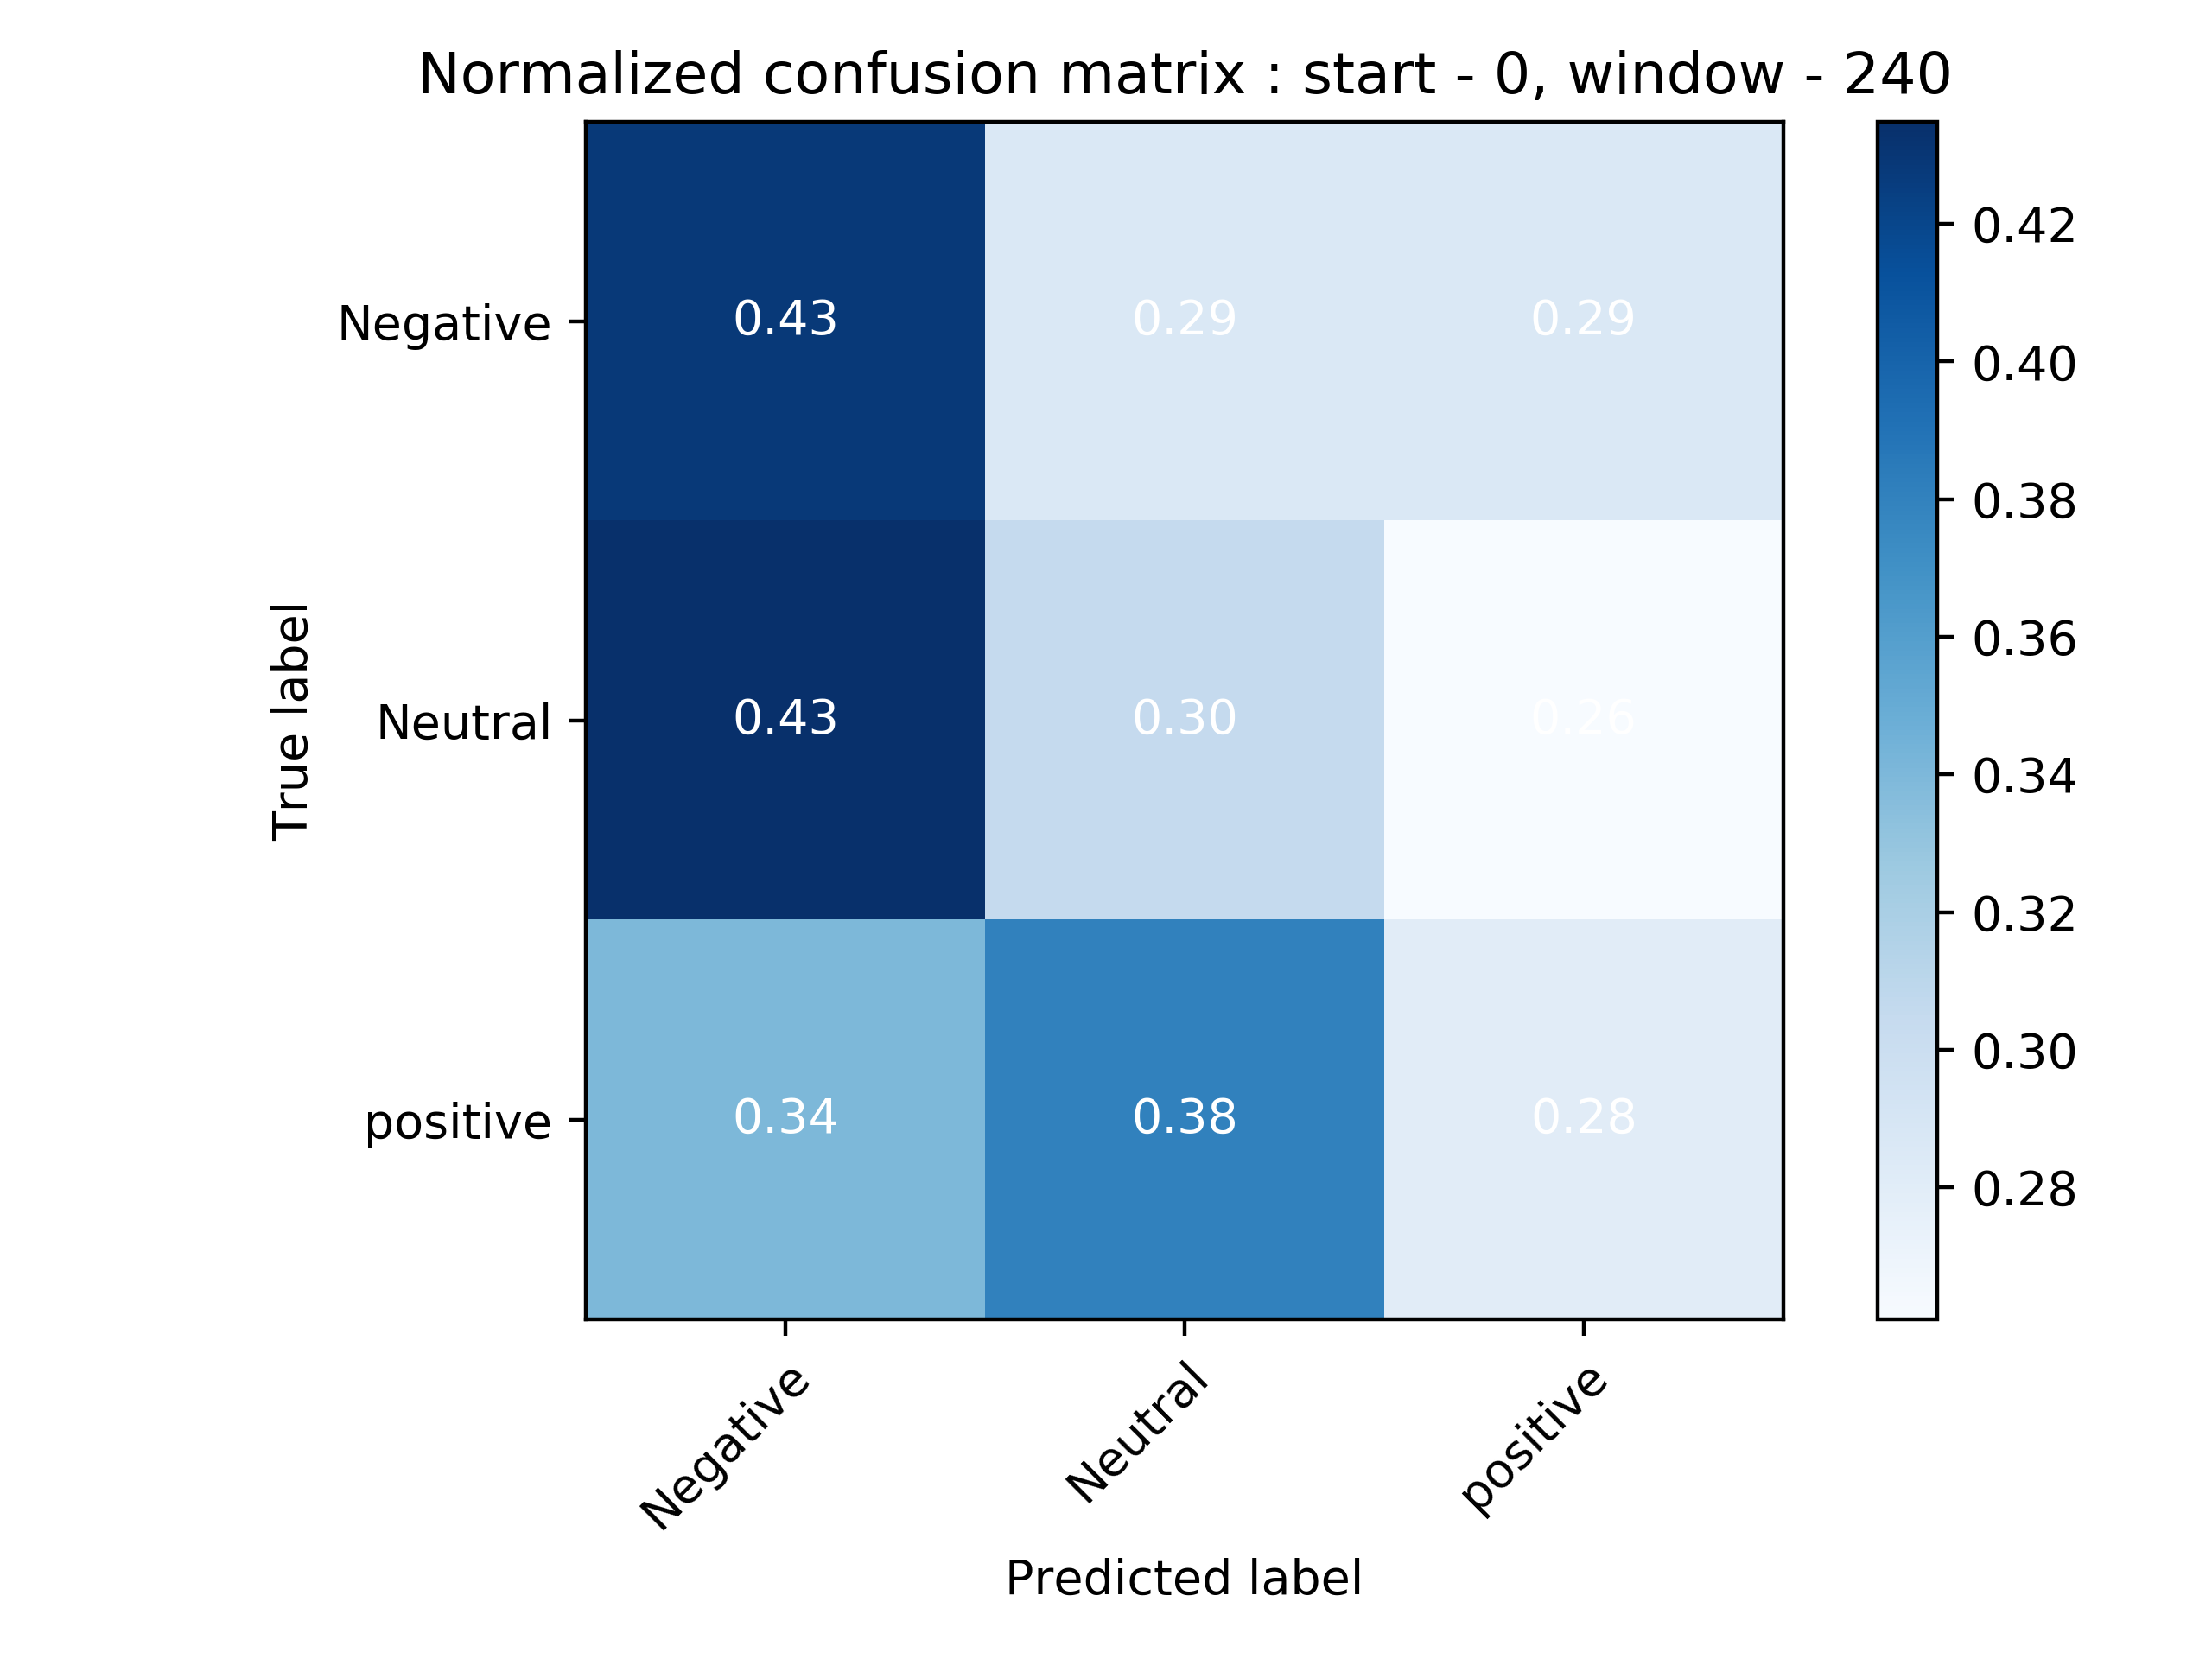 Normalized confusion matrix : start - 0, window - 240
True label
Negative
0.43
0.29
0.29
Neutral
0.43
0.30
0.26
positive
0.34
0.38
0.28
Negative
Neutral
positive
Predicted label
0.42
0.40
0.38
0.36
0.34
0.32
0.30
0.28